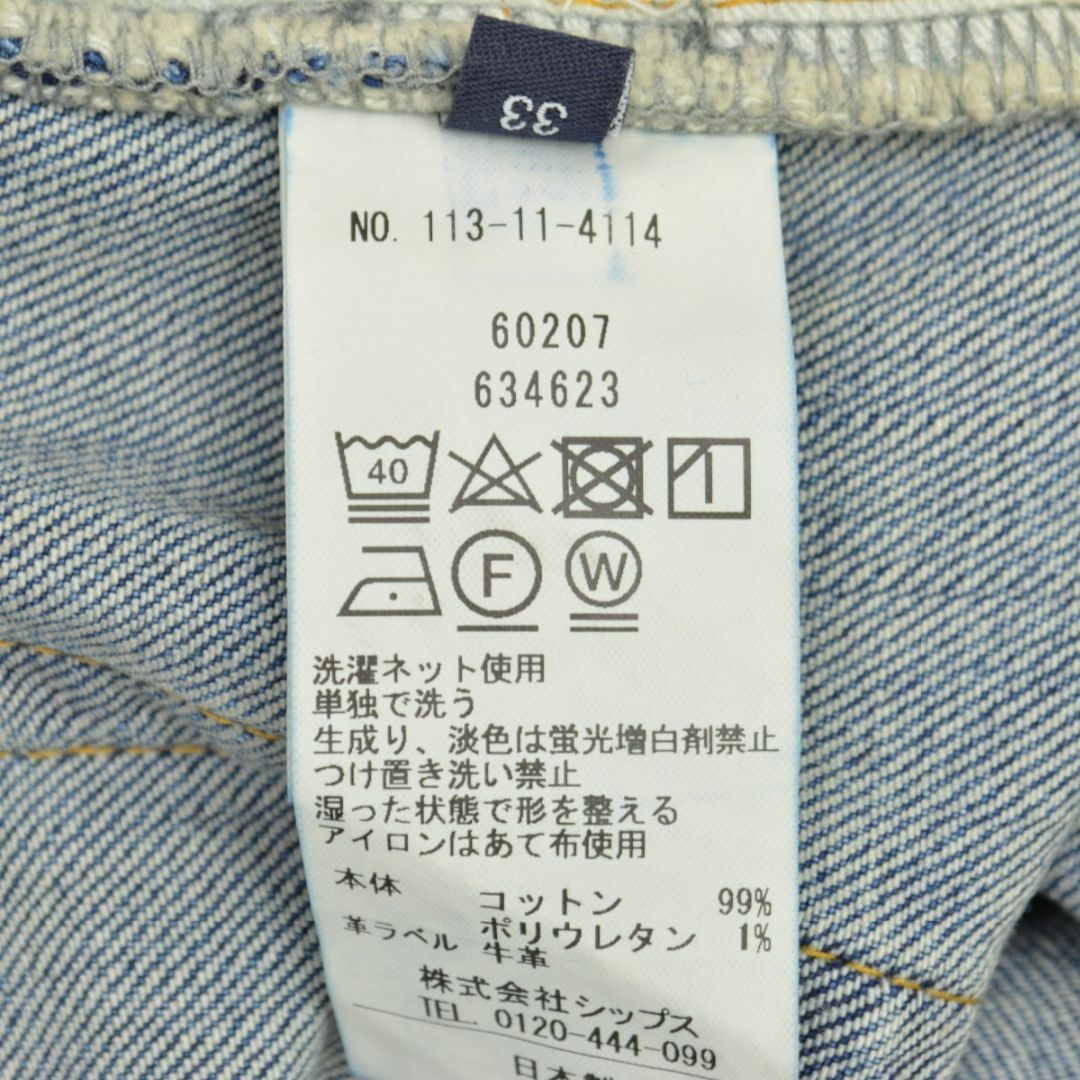 33
NO. 113-11-4114
60207
634623
40
F W
洗濯ネット使用
単独で洗う
生成り、淡色は蛍光増白剤禁止
つけ置き洗い禁止
湿った状態で形を整える
アイロンはあて布使用
本体 コットン 99%
ポリウレタン 1%
革ラベル 牛革
株式会社シップス
TEL. 0120-444-099
日本製